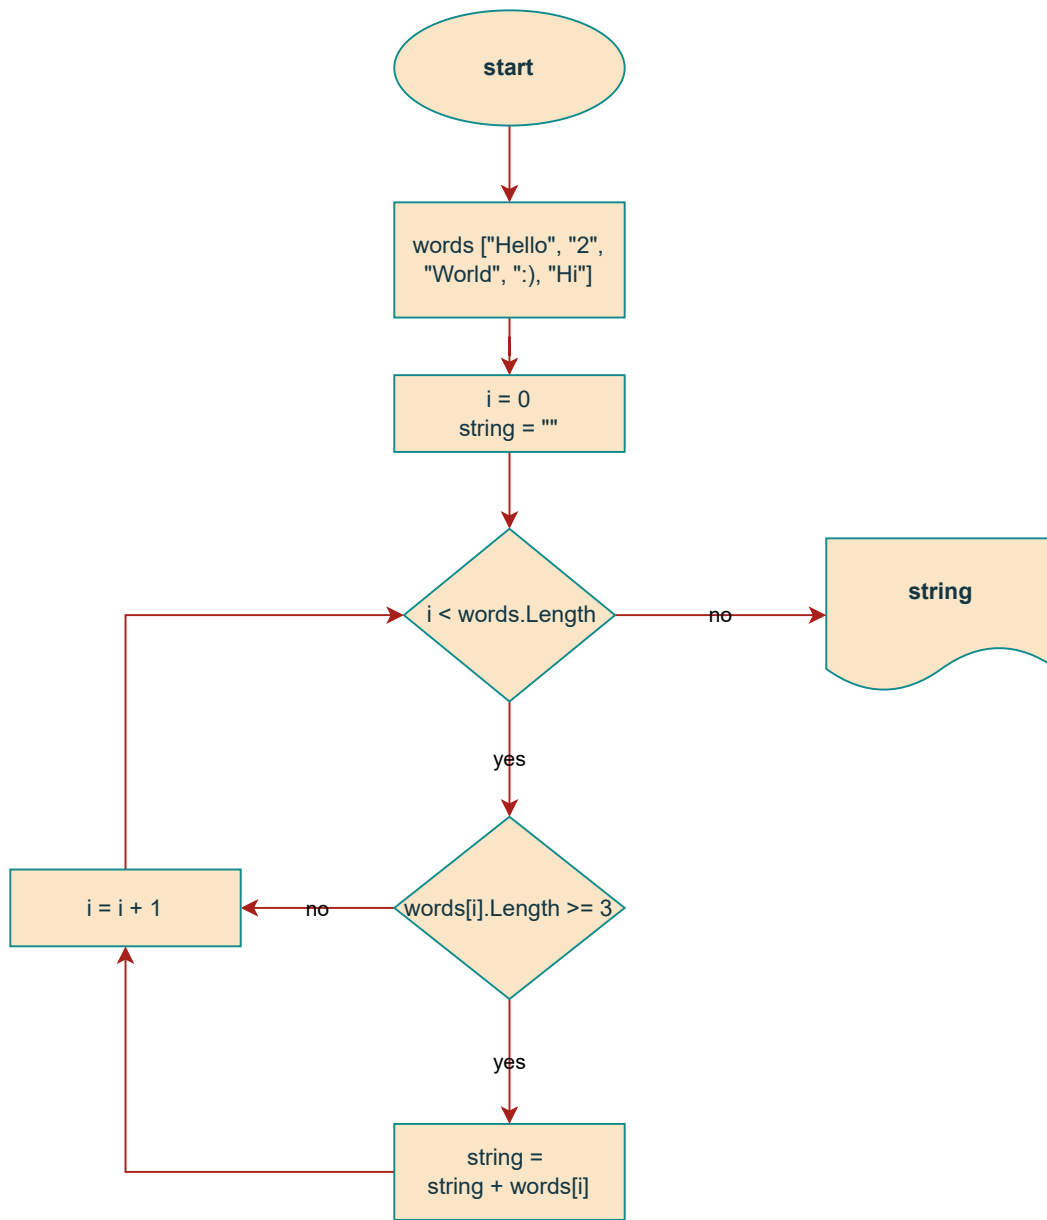 start
words ["Hello", "2",
"World", ":), "Hi"]
i = 0
string = ""
i < words.Length
no
string
yes
i = i + 1
no
words[i].Length >= 3
yes
string =
string + words[i]